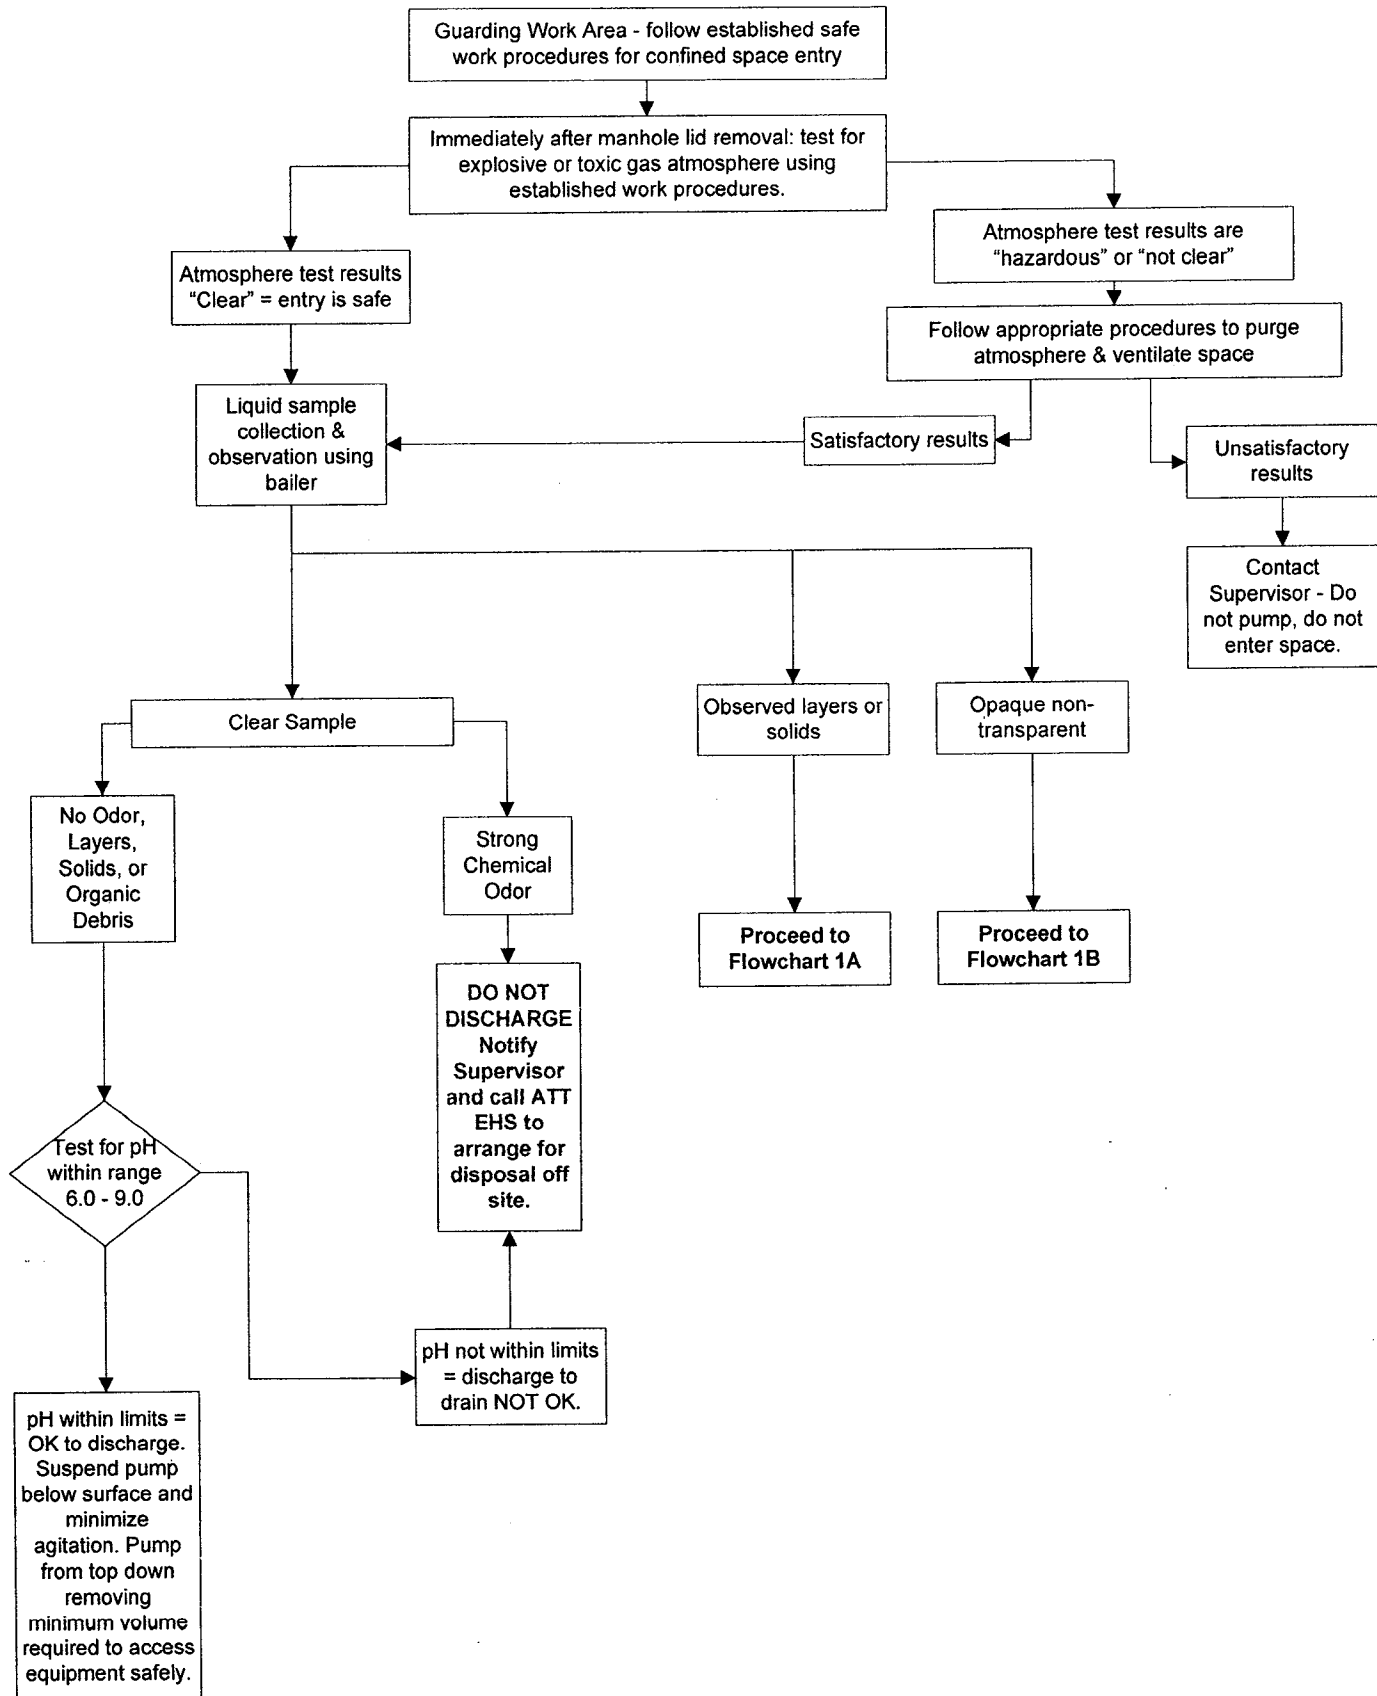 Guarding Work Area - follow established safe
work procedures for confined space entry
Immediately after manhole lid removal: test for
explosive or toxic gas atmosphere using
established work procedures.
Atmosphere test results are
“hazardous” or “not clear”
Atmosphere test results
“Clear” = entry is safe
Follow appropriate procedures to purge
atmosphere & ventilate space
Liquid sample
collection &
observation using
bailer
Satisfactory results
Unsatisfactory
results
Contact
Supervisor - Do
not pump, do not
enter space.
Clear Sample
Observed layers or
solids
Opaque non-
transparent
No Odor,
Layers,
Solids, or
Organic
Debris
Strong
Chemical
Odor
Proceed to
Flowchart 1A
Proceed to
Flowchart 1B
DO NOT
DISCHARGE
Notify
Supervisor
and call ATT
EHS to
arrange for
disposal off
site.
Test for pH
within range
6.0 - 9.0
pH not within limits
= discharge to
drain NOT OK.
pH within limits =
OK to discharge.
Suspend pump
below surface and
minimize
agitation. Pump
from top down
removing
minimum volume
required to access
equipment safely.